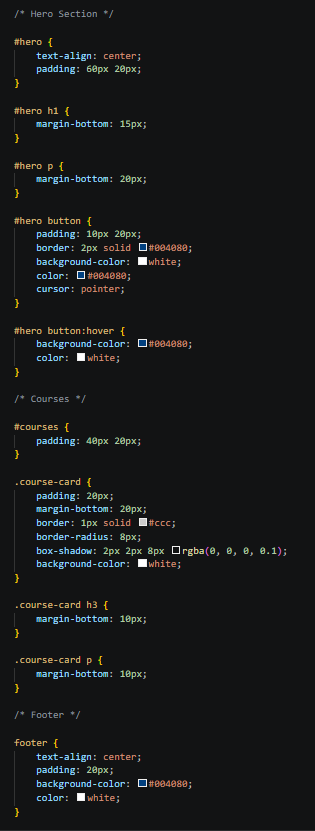 /* Hero Section */
#hero {
text-align: center;
padding: 60px 20px;
}
#hero h1 {
margin-bottom: 15px;
}
#hero p {
margin-bottom: 20px;
}
#hero button {
padding: 10px 20px;
border: 2px solid #004080;
background-color: white;
color: #004080;
cursor: pointer;
}
#hero button:hover {
background-color: #004080;
color: white;
}
/* Courses */
#courses {
padding: 40px 20px;
}
.course-card {
padding: 20px;
margin-bottom: 20px;
border: 1px solid #ccc;
border-radius: 8px;
box-shadow: 2px 2px 8px rgba(0, 0, 0, 0.1);
background-color: white;
}
.course-card h3 {
margin-bottom: 10px;
}
.course-card p {
margin-bottom: 10px;
}
/* Footer */
footer {
text-align: center;
padding: 20px;
background-color: #004080;
color: white;
}